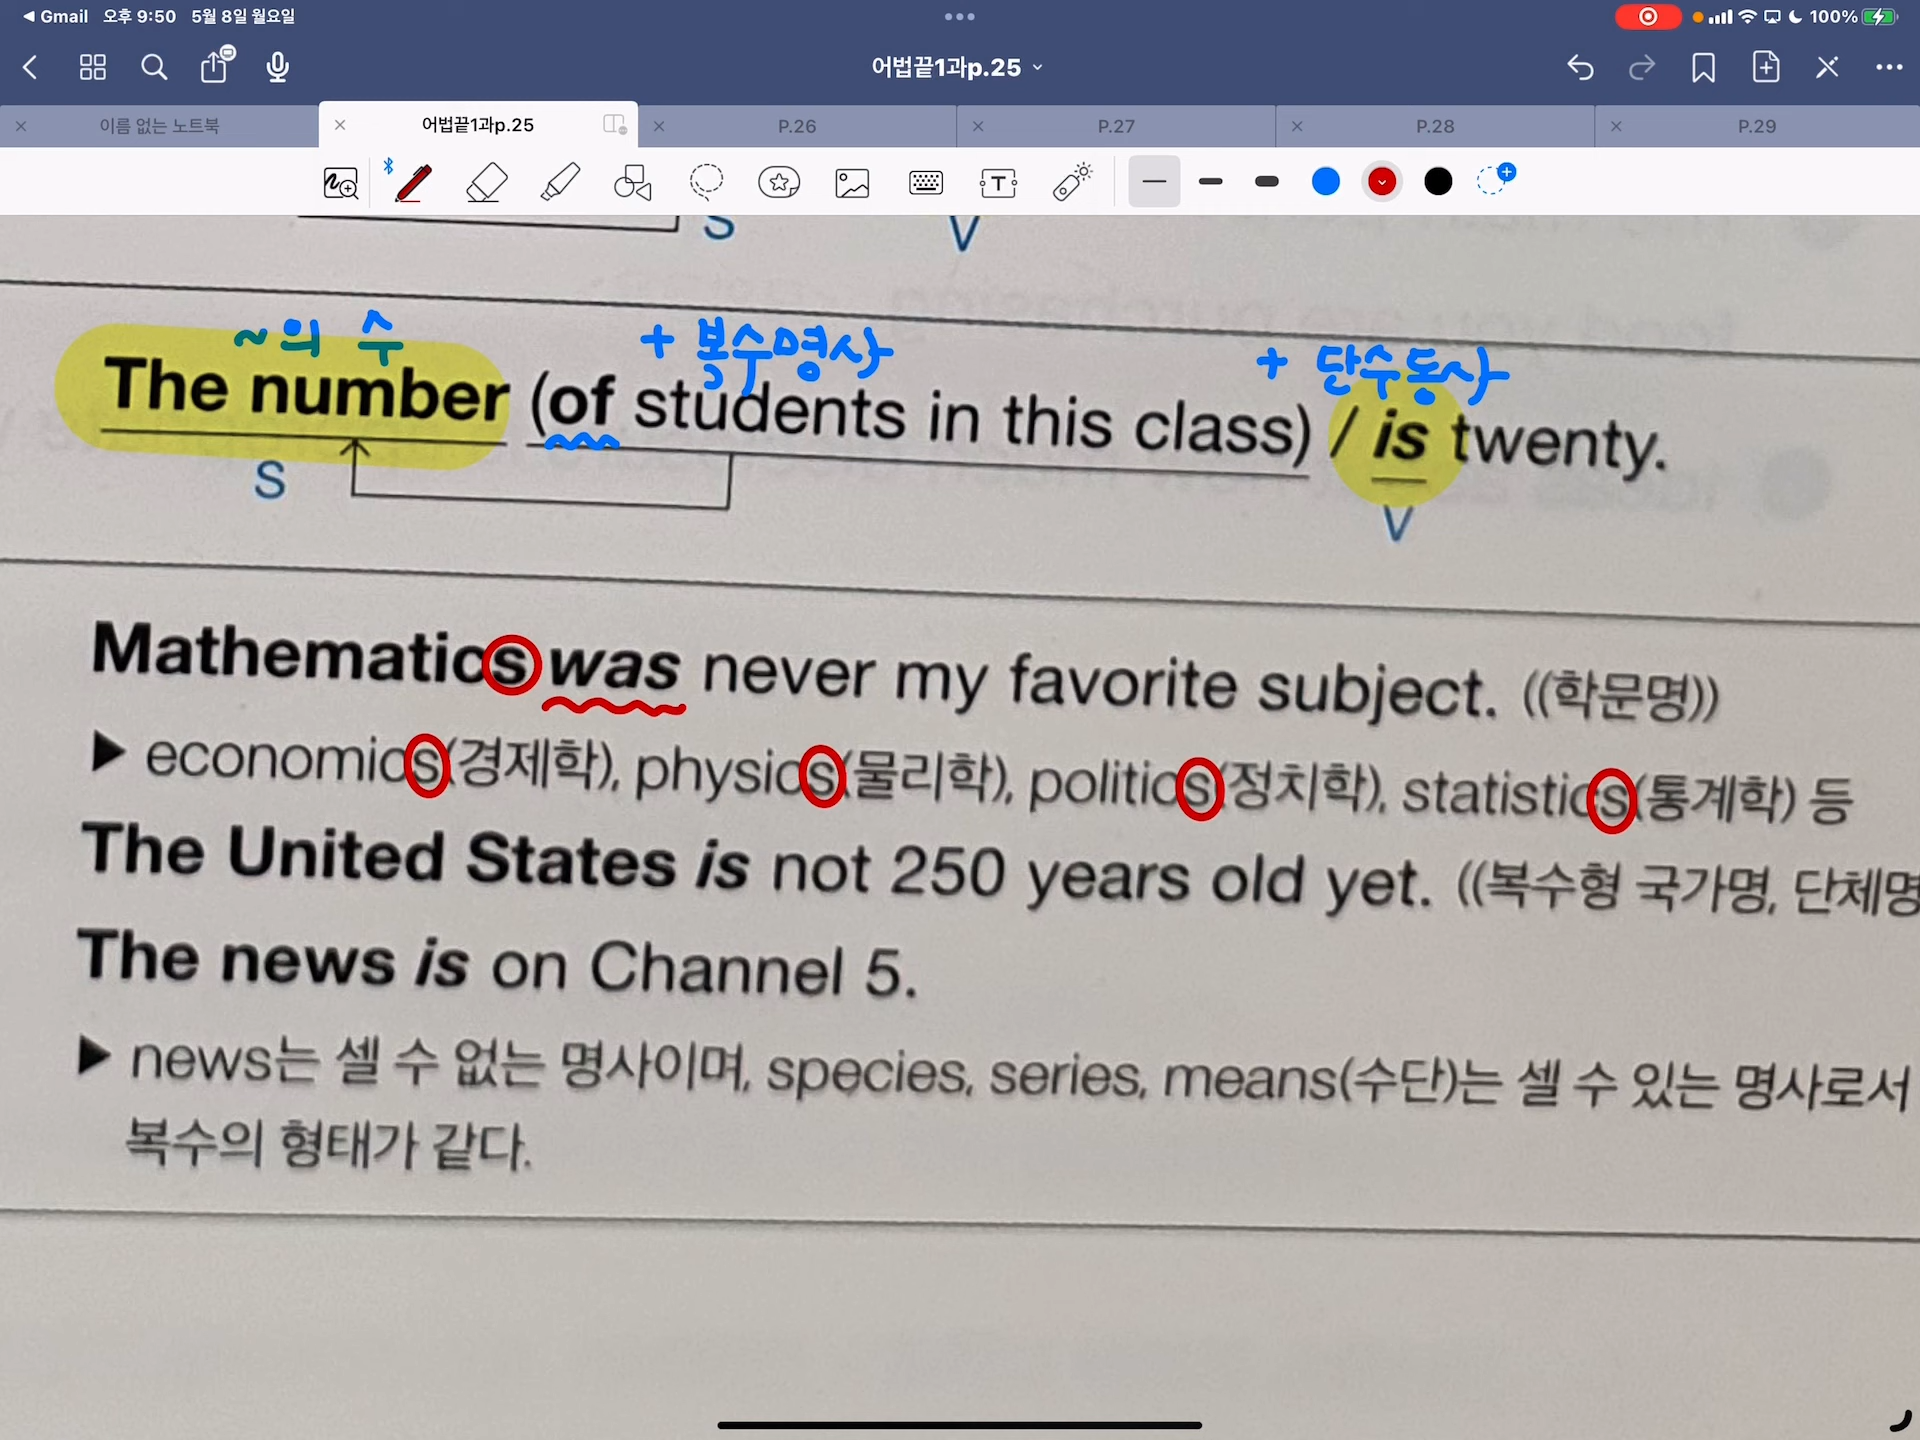 ◀ Gmail 오후 9:50 5월 8일 월요일 100%
어법끝1과p.25
이름 없는 노트북 어법끝1과p.25 P.26 P.27 P.28 P.29
S V
~의 수 + 복수명사 + 단수동사
The number (of students in this class) / is twenty.
S V
Mathematics was never my favorite subject. ((학문명))
▶ economics(경제학), physics(물리학), politics(정치학), statistics(통계학) 등
The United States is not 250 years old yet. ((복수형 국가명, 단체명
The news is on Channel 5.
▶ news는 셀 수 없는 명사이며, species, series, means(수단)는 셀 수 있는 명사로서
복수의 형태가 같다.